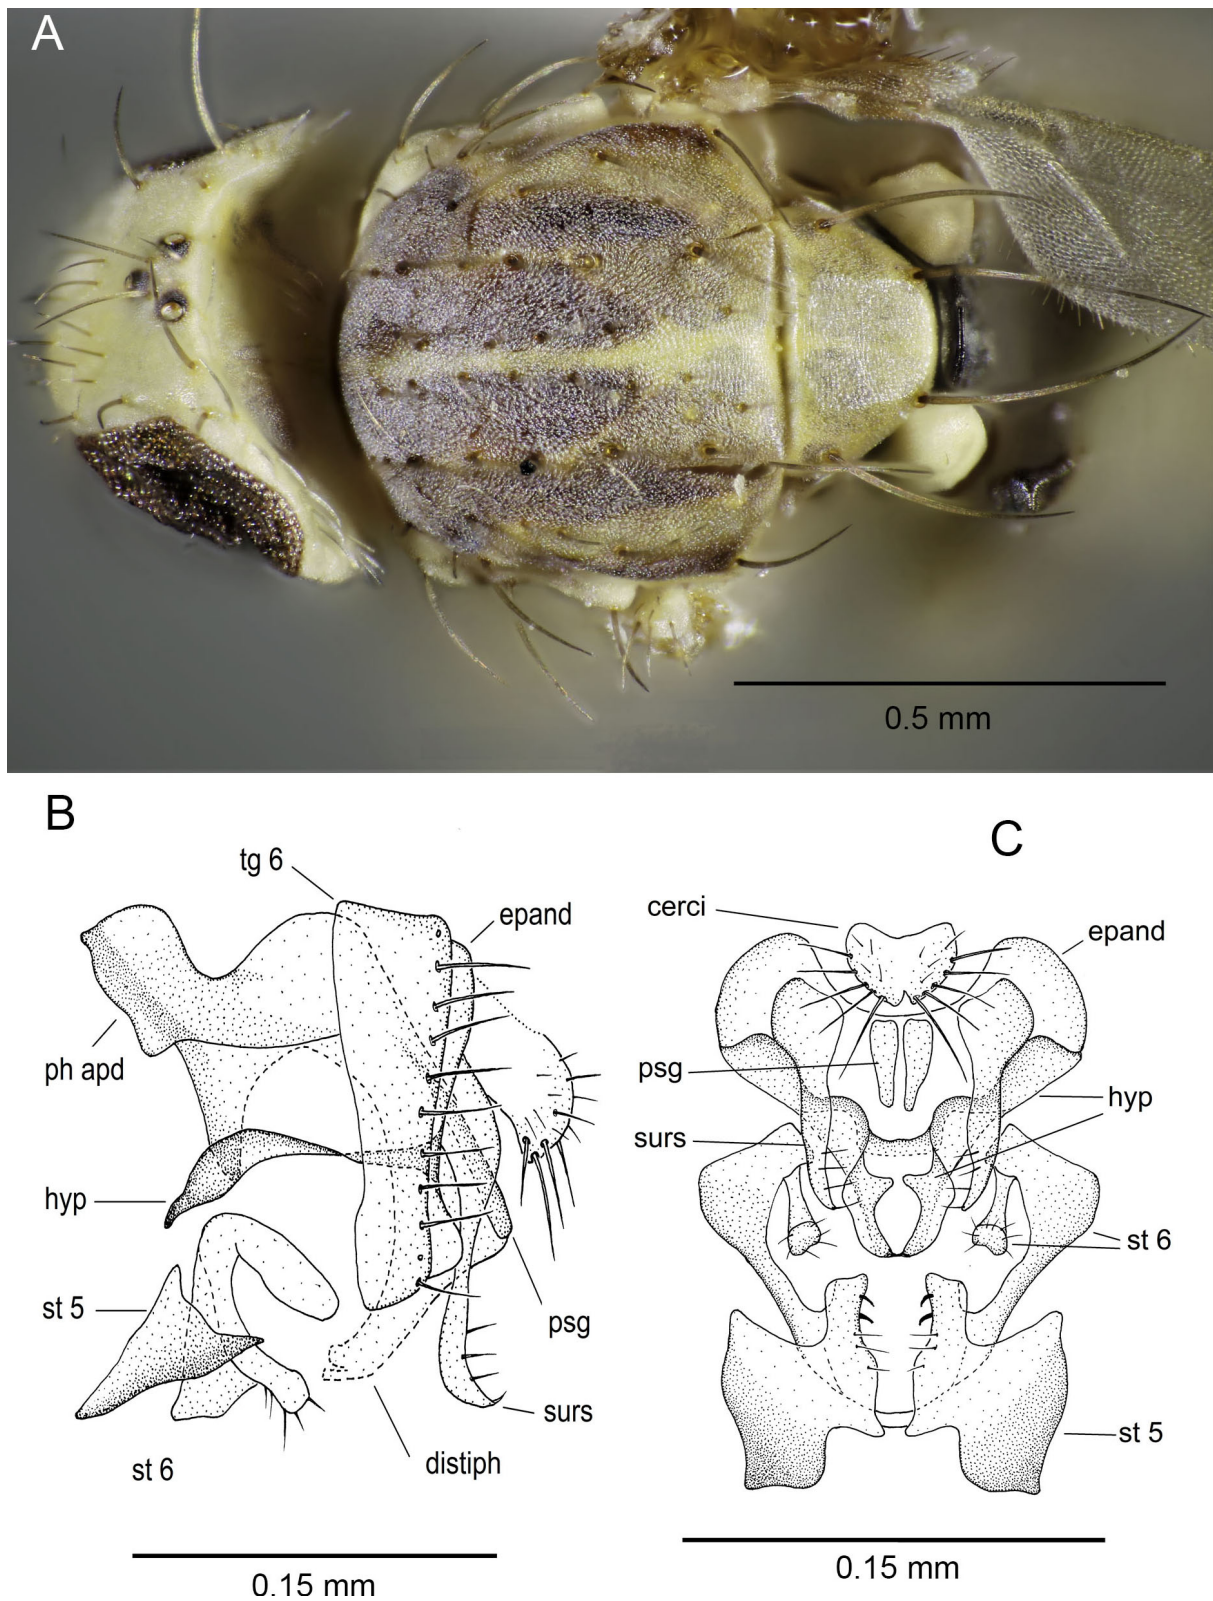 A
0.5 mm
B
tg 6
epand
ph apd
hyp
st 5
st 6
psg
surs
distiph
0.15 mm
C
cerci
epand
psg
hyp
surs
st 6
st 5
0.15 mm